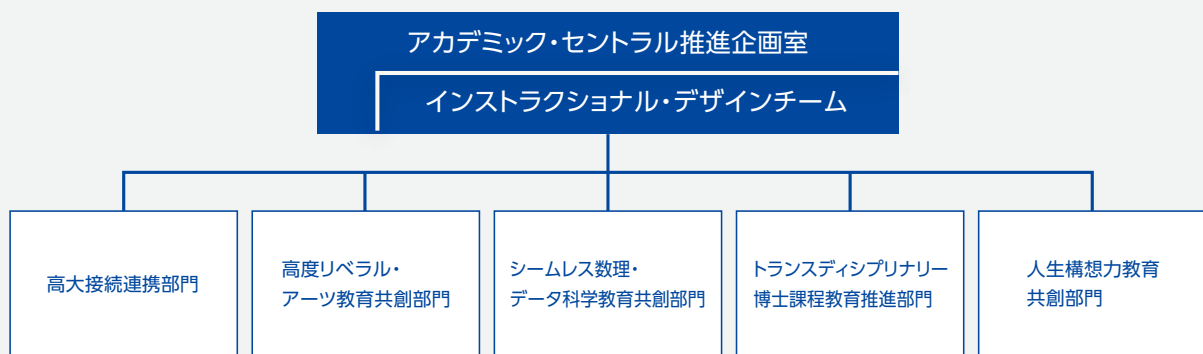 アカデミック・セントラル推進企画室
インストラクショナル・デザインチーム
高大接続連携部門
高度リベラル・
アーツ教育共創部門
シームレス数理・
データ科学教育共創部門
トランスディシプリナリー
博士課程教育推進部門
人生構想力教育
共創部門